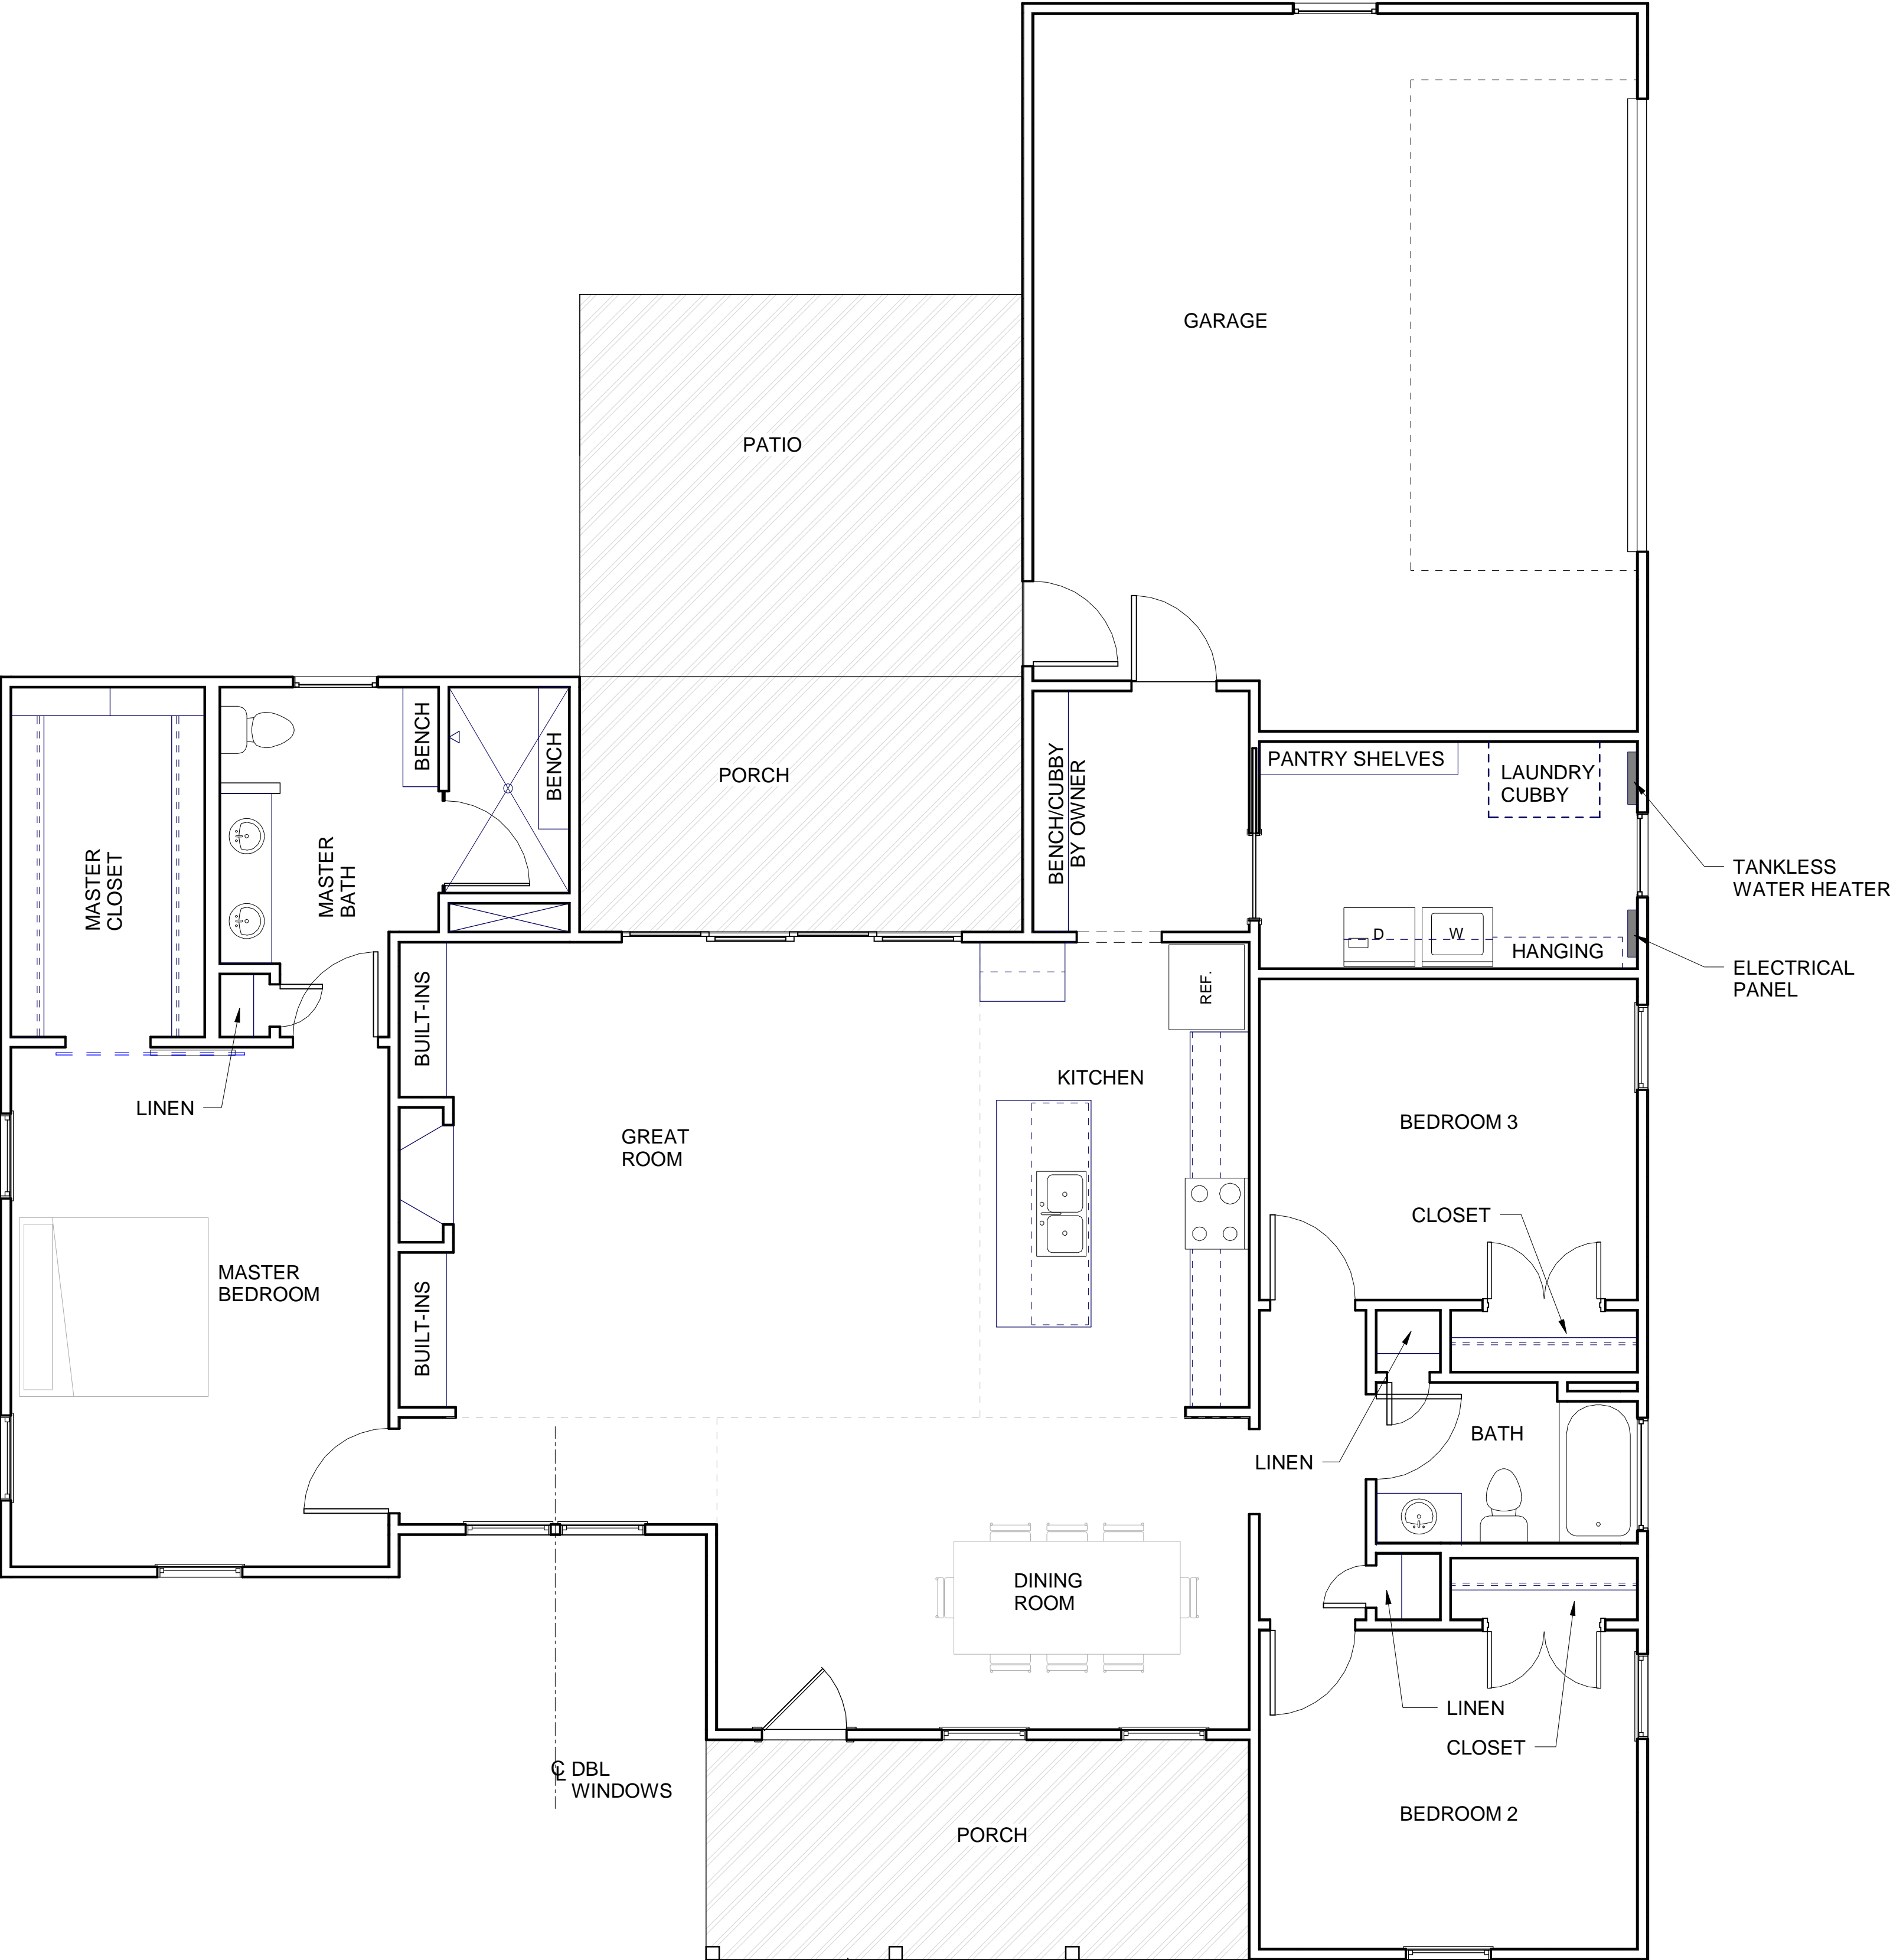 GARAGE
PATIO
PORCH
BENCH
BENCH
MASTER
CLOSET
MASTER
BATH
BENCH/CUBBY
BY OWNER
PANTRY SHELVES
LAUNDRY
CUBBY
TANKLESS
WATER HEATER
D
W
HANGING
ELECTRICAL
PANEL
REF.
BUILT-INS
LINEN
KITCHEN
GREAT
ROOM
BEDROOM 3
CLOSET
MASTER
BEDROOM
BUILT-INS
BATH
LINEN
DINING
ROOM
LINEN
CLOSET
CL DBL
WINDOWS
BEDROOM 2
PORCH